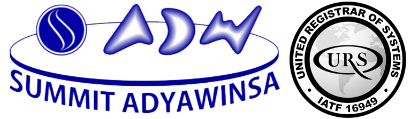 ADW
SUMMIT ADYAWINSA
UNITED REGISTRAR OF SYSTEMS
URS
· IATF 16949 ·